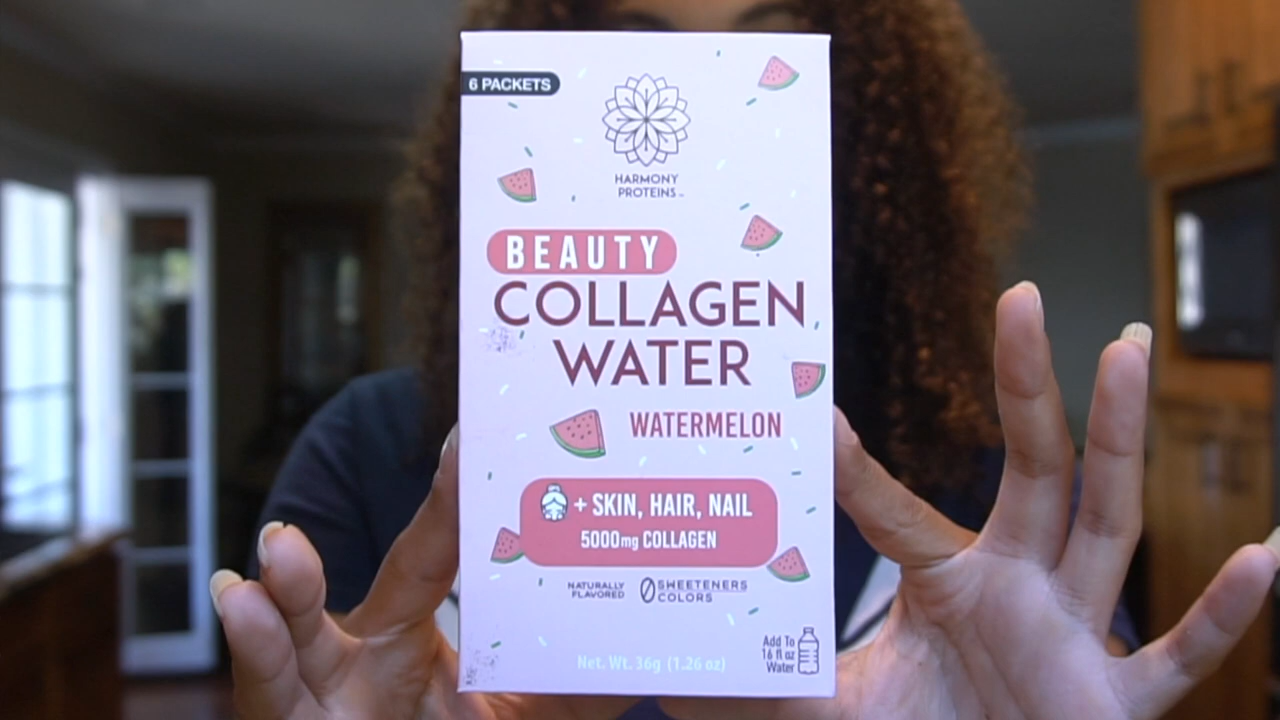 6 PACKETS
HARMONY
PROTEINS
BEAUTY
COLLAGEN
WATER
WATERMELON
+ SKIN, HAIR, NAIL
5000mg COLLAGEN
NATURALLY
FLAVORED
0 SWEETENERS
COLORS
Add To
16 fl oz
Water
Net. Wt. 36g (1.26 oz)